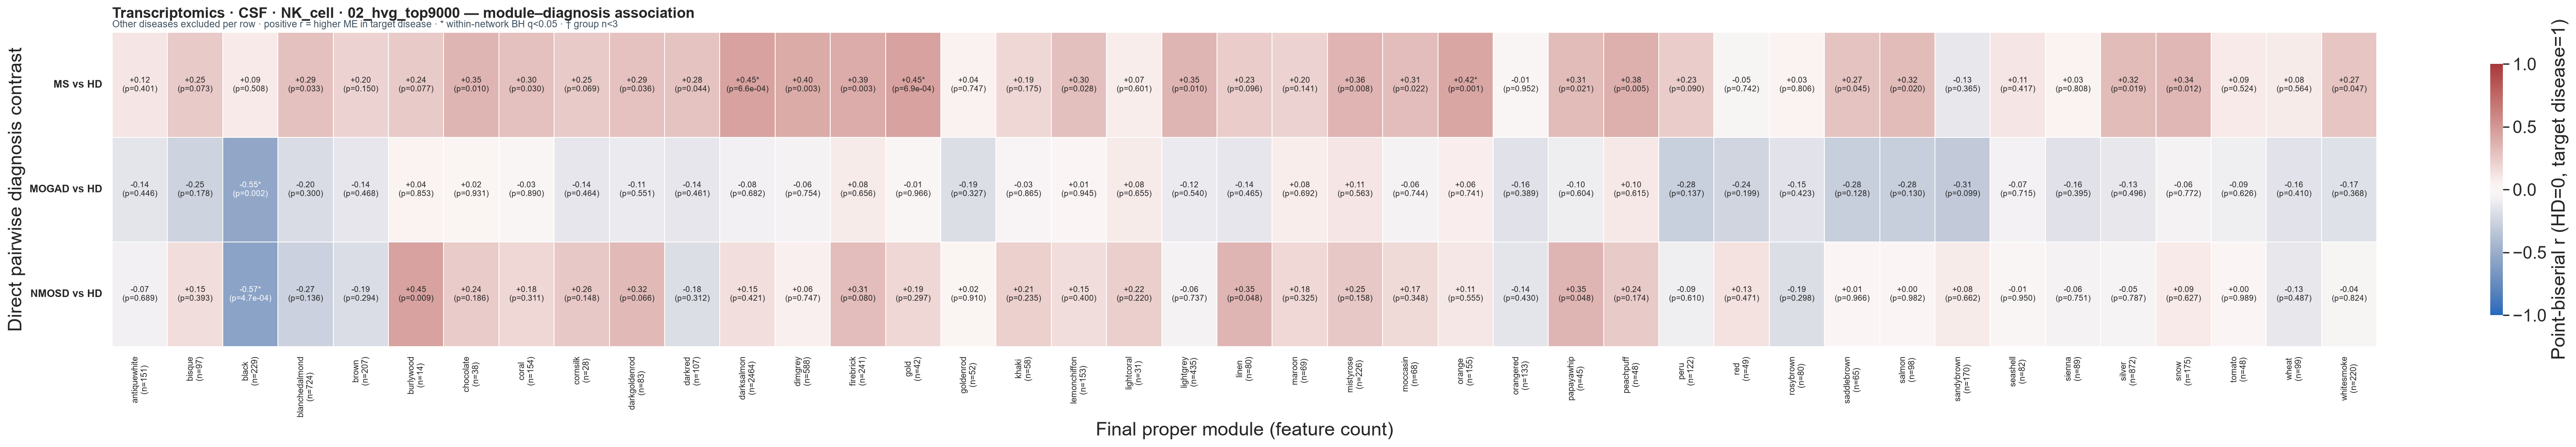 Transcriptomics · CSF · NK_cell · 02_hvg_top9000 — module–diagnosis association
Other diseases excluded per row · positive r = higher ME in target disease · * within-network BH q<0.05 · † group n<3
Direct pairwise diagnosis contrast
MS vs HD
+0.12 +0.25 +0.09 +0.29 +0.20 +0.24 +0.35 +0.30 +0.25 +0.29 +0.28 +0.45* +0.40 +0.39 +0.45* +0.04 +0.19 +0.30 +0.07 +0.35 +0.23 +0.20 +0.36 +0.31 +0.42* -0.01 +0.31 +0.38 +0.23 -0.05 +0.03 +0.27 +0.32 -0.13 +0.11 +0.03 +0.32 +0.34 +0.09 +0.08 +0.27
(p=0.401) (p=0.073) (p=0.508) (p=0.033) (p=0.150) (p=0.077) (p=0.010) (p=0.030) (p=0.069) (p=0.036) (p=0.044) (p=6.6e-04) (p=0.003) (p=0.003) (p=6.9e-04) (p=0.747) (p=0.175) (p=0.028) (p=0.601) (p=0.010) (p=0.096) (p=0.141) (p=0.008) (p=0.022) (p=0.001) (p=0.952) (p=0.021) (p=0.005) (p=0.090) (p=0.742) (p=0.806) (p=0.045) (p=0.020) (p=0.365) (p=0.417) (p=0.808) (p=0.019) (p=0.012) (p=0.524) (p=0.564) (p=0.047)
MOGAD vs HD
-0.14 -0.25 -0.55* -0.20 -0.14 +0.04 +0.02 -0.03 -0.14 -0.11 -0.14 -0.08 -0.06 +0.08 -0.01 -0.19 -0.03 +0.01 +0.08 -0.12 -0.14 +0.08 +0.11 -0.06 +0.06 -0.16 -0.10 +0.10 -0.28 -0.24 -0.15 -0.28 -0.28 -0.31 -0.07 -0.16 -0.13 -0.06 -0.09 -0.16 -0.17
(p=0.446) (p=0.178) (p=0.002) (p=0.300) (p=0.468) (p=0.853) (p=0.931) (p=0.890) (p=0.464) (p=0.551) (p=0.461) (p=0.682) (p=0.754) (p=0.656) (p=0.966) (p=0.327) (p=0.865) (p=0.945) (p=0.655) (p=0.540) (p=0.465) (p=0.692) (p=0.563) (p=0.744) (p=0.741) (p=0.389) (p=0.604) (p=0.615) (p=0.137) (p=0.199) (p=0.423) (p=0.128) (p=0.130) (p=0.099) (p=0.715) (p=0.395) (p=0.496) (p=0.772) (p=0.626) (p=0.410) (p=0.368)
NMOSD vs HD
-0.07 +0.15 -0.57* -0.27 -0.19 +0.45 +0.24 +0.18 +0.26 +0.32 -0.18 +0.15 +0.06 +0.31 +0.19 +0.02 +0.21 +0.15 +0.22 -0.06 +0.35 +0.18 +0.25 +0.17 +0.11 -0.14 +0.35 +0.24 -0.09 +0.13 -0.19 +0.01 +0.00 +0.08 -0.01 -0.06 -0.05 +0.09 +0.00 -0.13 -0.04
(p=0.689) (p=0.393) (p=4.7e-04) (p=0.136) (p=0.294) (p=0.009) (p=0.186) (p=0.311) (p=0.148) (p=0.066) (p=0.312) (p=0.421) (p=0.747) (p=0.080) (p=0.297) (p=0.910) (p=0.235) (p=0.400) (p=0.220) (p=0.737) (p=0.048) (p=0.325) (p=0.158) (p=0.348) (p=0.555) (p=0.430) (p=0.048) (p=0.174) (p=0.610) (p=0.471) (p=0.298) (p=0.966) (p=0.982) (p=0.662) (p=0.950) (p=0.751) (p=0.787) (p=0.627) (p=0.989) (p=0.487) (p=0.824)
antiquewhite
(n=151)
bisque
(n=97)
black
(n=229)
blanchedalmond
(n=724)
brown
(n=207)
burlywood
(n=14)
chocolate
(n=38)
coral
(n=154)
cornsilk
(n=28)
darkgoldenrod
(n=83)
darkred
(n=107)
darksalmon
(n=2464)
dimgrey
(n=588)
firebrick
(n=241)
gold
(n=42)
goldenrod
(n=52)
khaki
(n=58)
lemonchiffon
(n=153)
lightcoral
(n=31)
lightgrey
(n=435)
linen
(n=80)
maroon
(n=69)
mistyrose
(n=226)
moccasin
(n=68)
orange
(n=155)
orangered
(n=133)
papayawhip
(n=45)
peachpuff
(n=48)
peru
(n=122)
red
(n=49)
rosybrown
(n=80)
saddlebrown
(n=65)
salmon
(n=98)
sandybrown
(n=170)
seashell
(n=82)
sienna
(n=89)
silver
(n=872)
snow
(n=175)
tomato
(n=48)
wheat
(n=99)
whitesmoke
(n=220)
Final proper module (feature count)
1.0
0.5
0.0
−0.5
−1.0
Point-biserial r (HD=0, target disease=1)